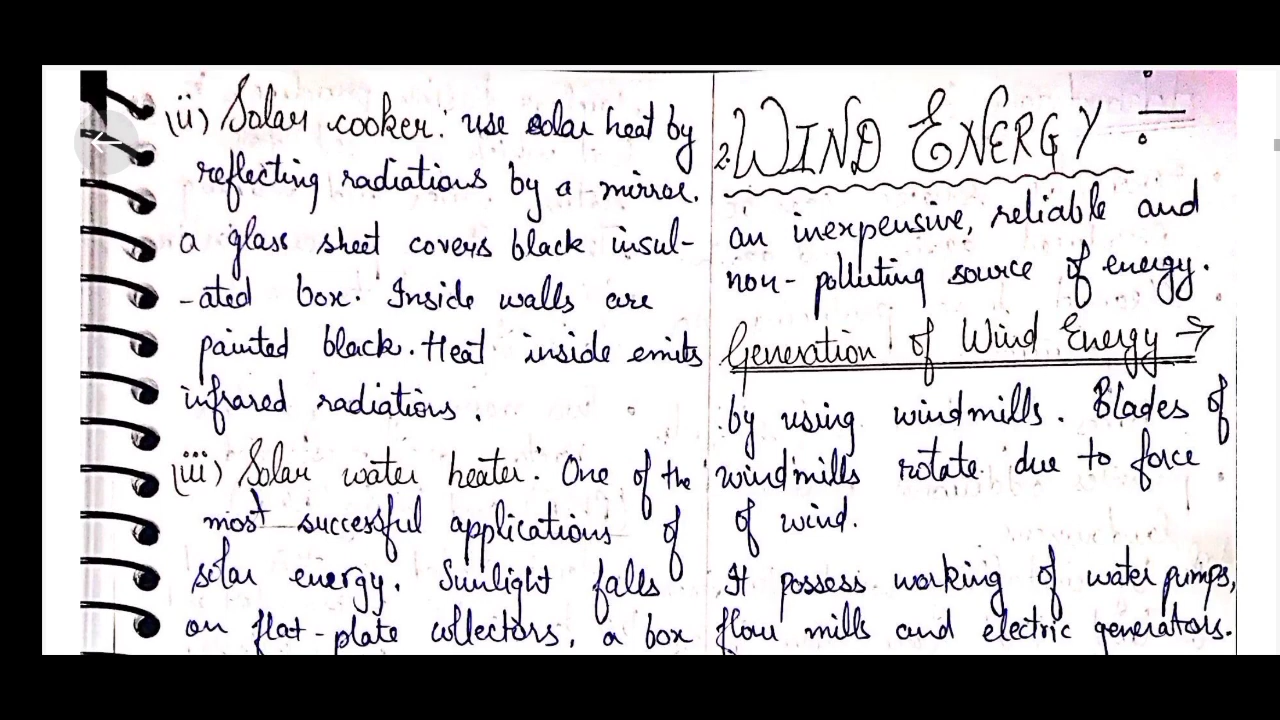 (ii) Solar cooker: use solar heat by
reflecting radiations by a mirror.
a glass sheet covers black insul-
-ated box. Inside walls are
painted black. Heat inside emits
infrared radiations.
(iii) Solar water heater: One of the
most successful applications of
solar energy. Sunlight falls
on flat-plate collectors, a box
2. WIND ENERGY :-
an inexpensive, reliable and
non-polluting source of energy.
Generation of Wind Energy →
by using windmills. Blades of
windmills rotate due to force
of wind.
It possess working of water pumps,
flour mills and electric generators.